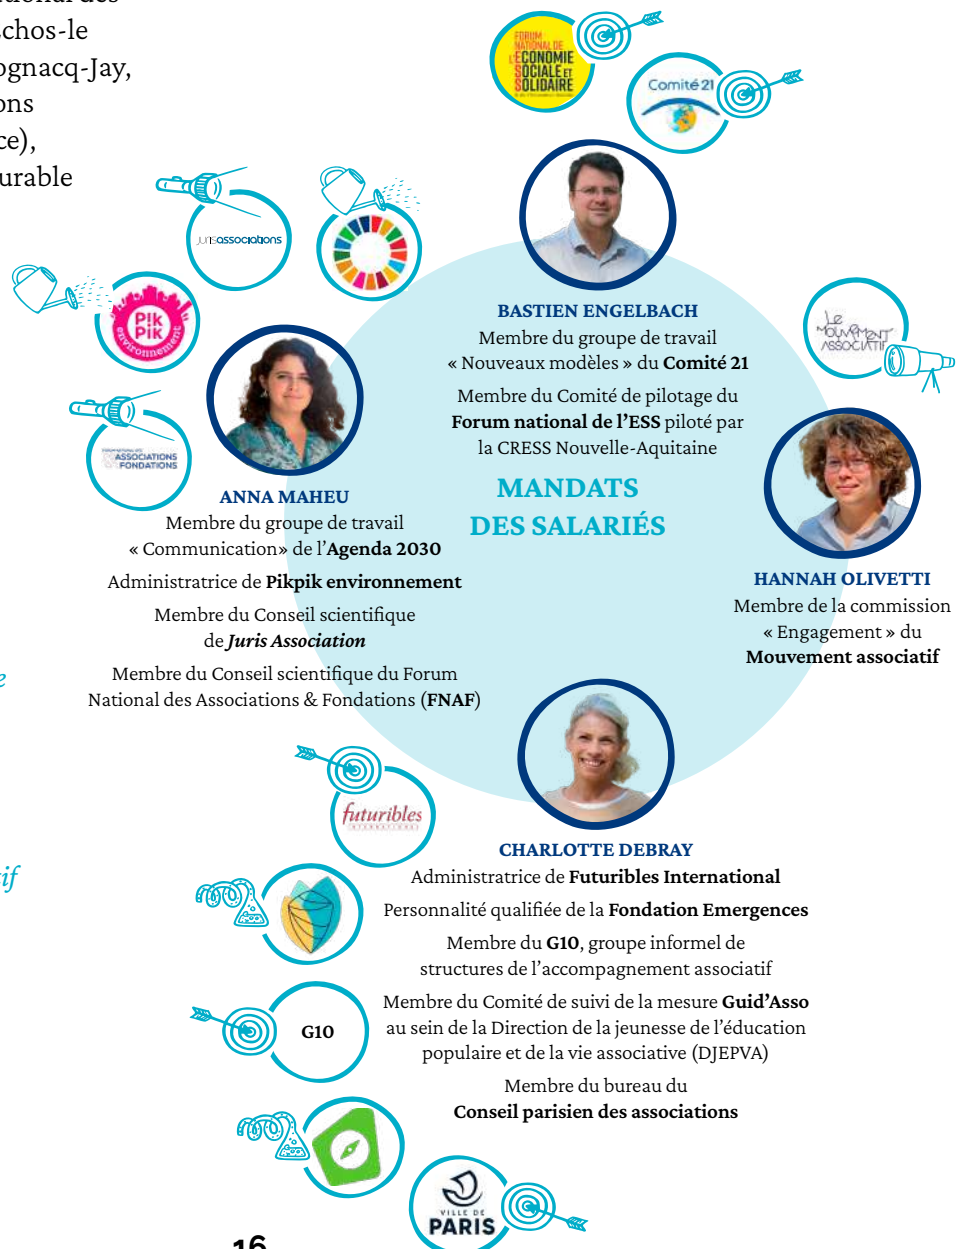 chos-le
ognacq-Jay,
ons
ce),
urable
FORUM
NATIONAL DE
L'ECONOMIE
SOCIALE ET
SOLIDAIRE
Comité 21
JURISassociations
PikPik
environnement
ASSOCIATIONS
& FONDATIONS
LE
MOUVEMENT
ASSOCIATIF
BASTIEN ENGELBACH
Membre du groupe de travail
« Nouveaux modèles » du Comité 21
Membre du Comité de pilotage du
Forum national de l’ESS piloté par
la CRESS Nouvelle-Aquitaine
MANDATS
DES SALARIÉS
ANNA MAHEU
Membre du groupe de travail
« Communication» de l’Agenda 2030
Administratrice de Pikpik environnement
Membre du Conseil scientifique
de Juris Association
Membre du Conseil scientifique du Forum
National des Associations & Fondations (FNAF)
HANNAH OLIVETTI
Membre de la commission
« Engagement » du
Mouvement associatif
e
if
futuribles
INTERNATIONAL
CHARLOTTE DEBRAY
Administratrice de Futuribles International
Personnalité qualifiée de la Fondation Emergences
Membre du G10, groupe informel de
structures de l’accompagnement associatif
Membre du Comité de suivi de la mesure Guid’Asso
au sein de la Direction de la jeunesse de l’éducation
populaire et de la vie associative (DJEPVA)
Membre du bureau du
Conseil parisien des associations
G10
VILLE DE
PARIS
16